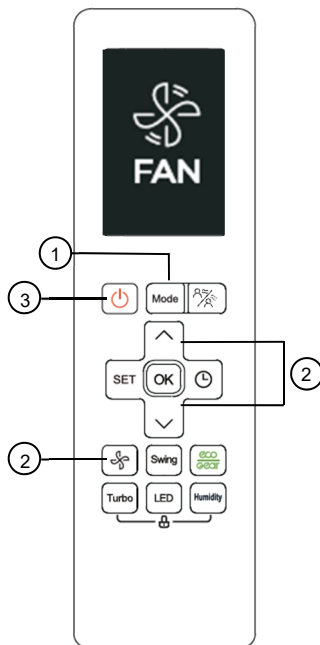 FAN
1
3
Mode
SET
OK
2
2
Swing
eco
gear
Turbo
LED
Humidity